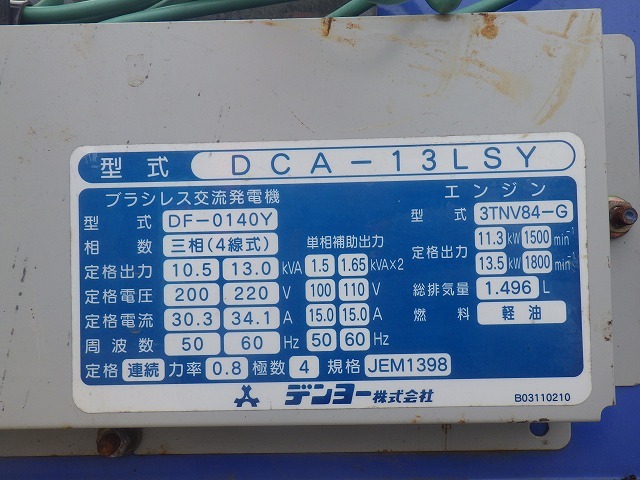 型式 DCA-13LSY
ブラシレス交流発電機
型式 DF-0140Y
相数 三相(4線式) 単相補助出力
定格出力 10.5 13.0 kVA 1.5 1.65 kVA×2
定格電圧 200 220 V 100 110 V
定格電流 30.3 34.1 A 15.0 15.0 A
周波数 50 60 Hz 50 60 Hz
定格 連続 力率 0.8 極数 4 規格 JEM1398
エンジン
型式 3TNV84-G
定格出力 11.3 kW 1500 min⁻¹
13.5 kW 1800 min⁻¹
総排気量 1.496 L
燃料 軽油
デンヨー株式会社
B03110210